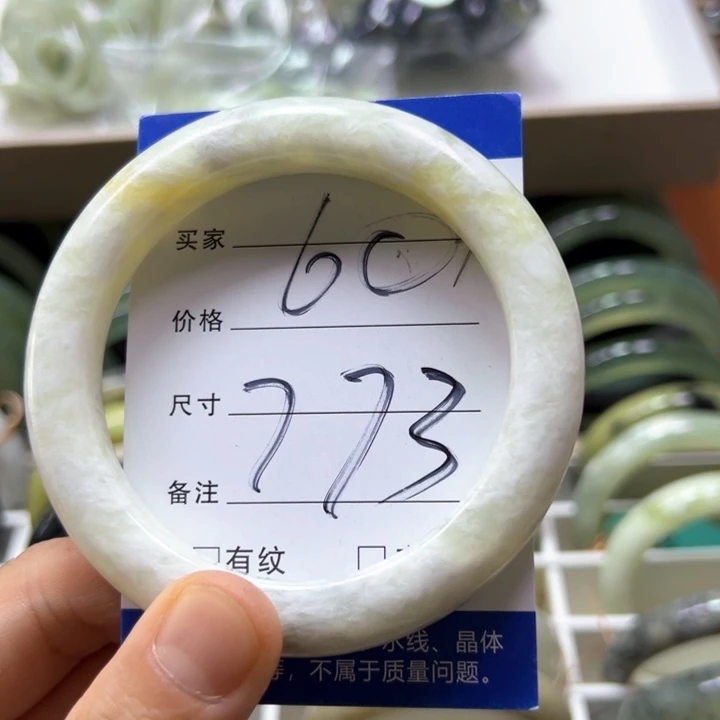 买家
601
价格
尺寸
773
备注
有纹
水线、晶体
等，不属于质量问题。